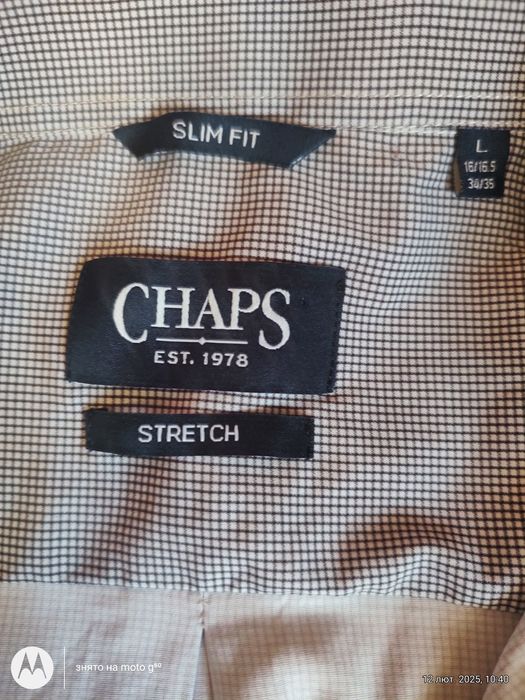 SLIM FIT
L
16/16.5
34/35
CHAPS
EST. 1978
STRETCH
знято на moto g⁶⁰
12 лют 2025, 10:40